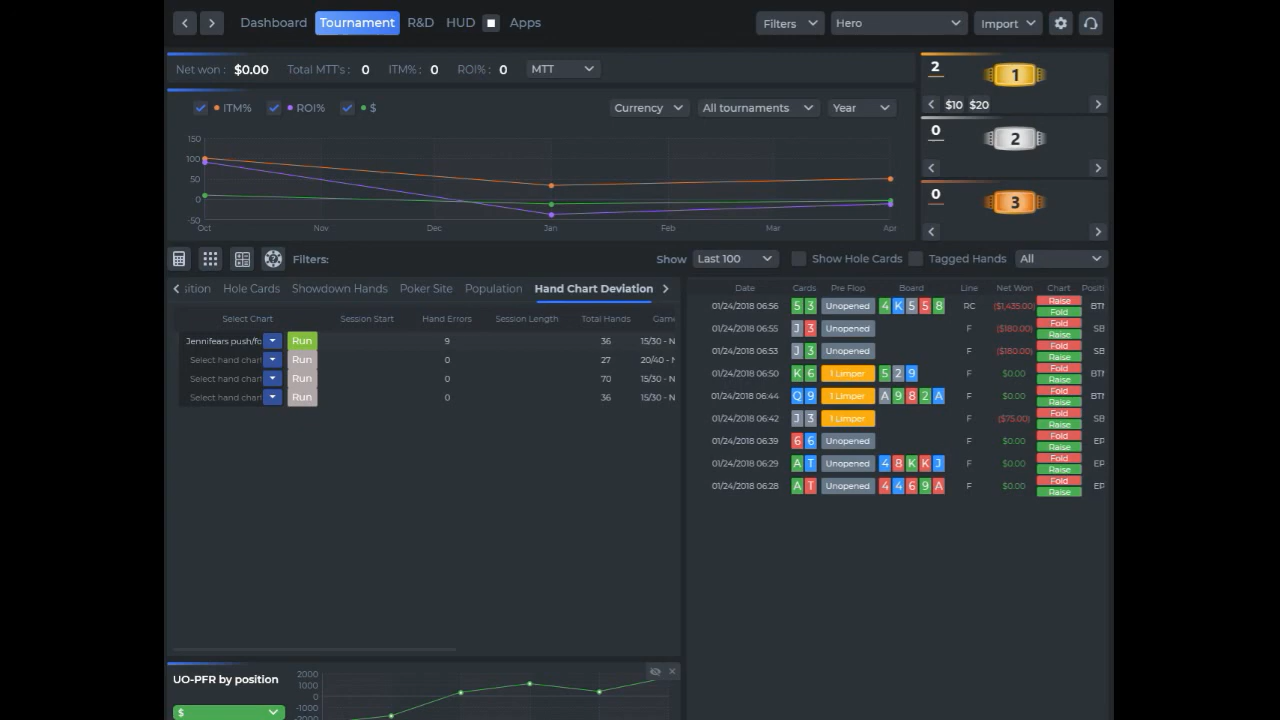 Dashboard Tournament R&D HUD Apps Filters Hero Import
Net won : $0.00 Total MTT's : 0 ITM% : 0 ROI% : 0 MTT
2 1
$10 $20
0 2
0 3
ITM% ROI% $ Currency All tournaments Year
150
100
50
0
-50
Oct Nov Dec Jan Feb Mar Apr
Filters: Show Last 100 Show Hole Cards Tagged Hands All
ition Hole Cards Showdown Hands Poker Site Population Hand Chart Deviation
Select Chart Session Start Hand Errors Session Length Total Hands Game
Jennifears push/fo Run 9 36 15/30 - N
Select hand chart Run 0 27 20/40 - N
Select hand chart Run 0 70 15/30 - N
Select hand chart Run 0 36 15/30 - N
Date Cards Pre Flop Board Line Net Won Chart Positi
01/24/2018 06:56 5 3 Unopened 4 K 5 5 8 RC ($1,435.00) Raise Fold BTN
01/24/2018 06:55 J 3 Unopened F ($180.00) Raise Fold SB
01/24/2018 06:53 J 3 Unopened F ($180.00) Raise Fold SB
01/24/2018 06:50 K 6 1 Limper 5 2 9 F $0.00 Fold Raise BTN
01/24/2018 06:44 Q 9 1 Limper A 9 8 2 A F $0.00 Fold Raise BTN
01/24/2018 06:42 J 3 1 Limper F ($75.00) Fold Raise SB
01/24/2018 06:39 6 6 Unopened F $0.00 Fold Raise EP
01/24/2018 06:29 A T Unopened 4 8 K K J F $0.00 Fold Raise EP
01/24/2018 06:28 A T Unopened 4 4 6 9 A F $0.00 Fold Raise EP
UO-PFR by position
$
2000
1000
0
-1000
-2000